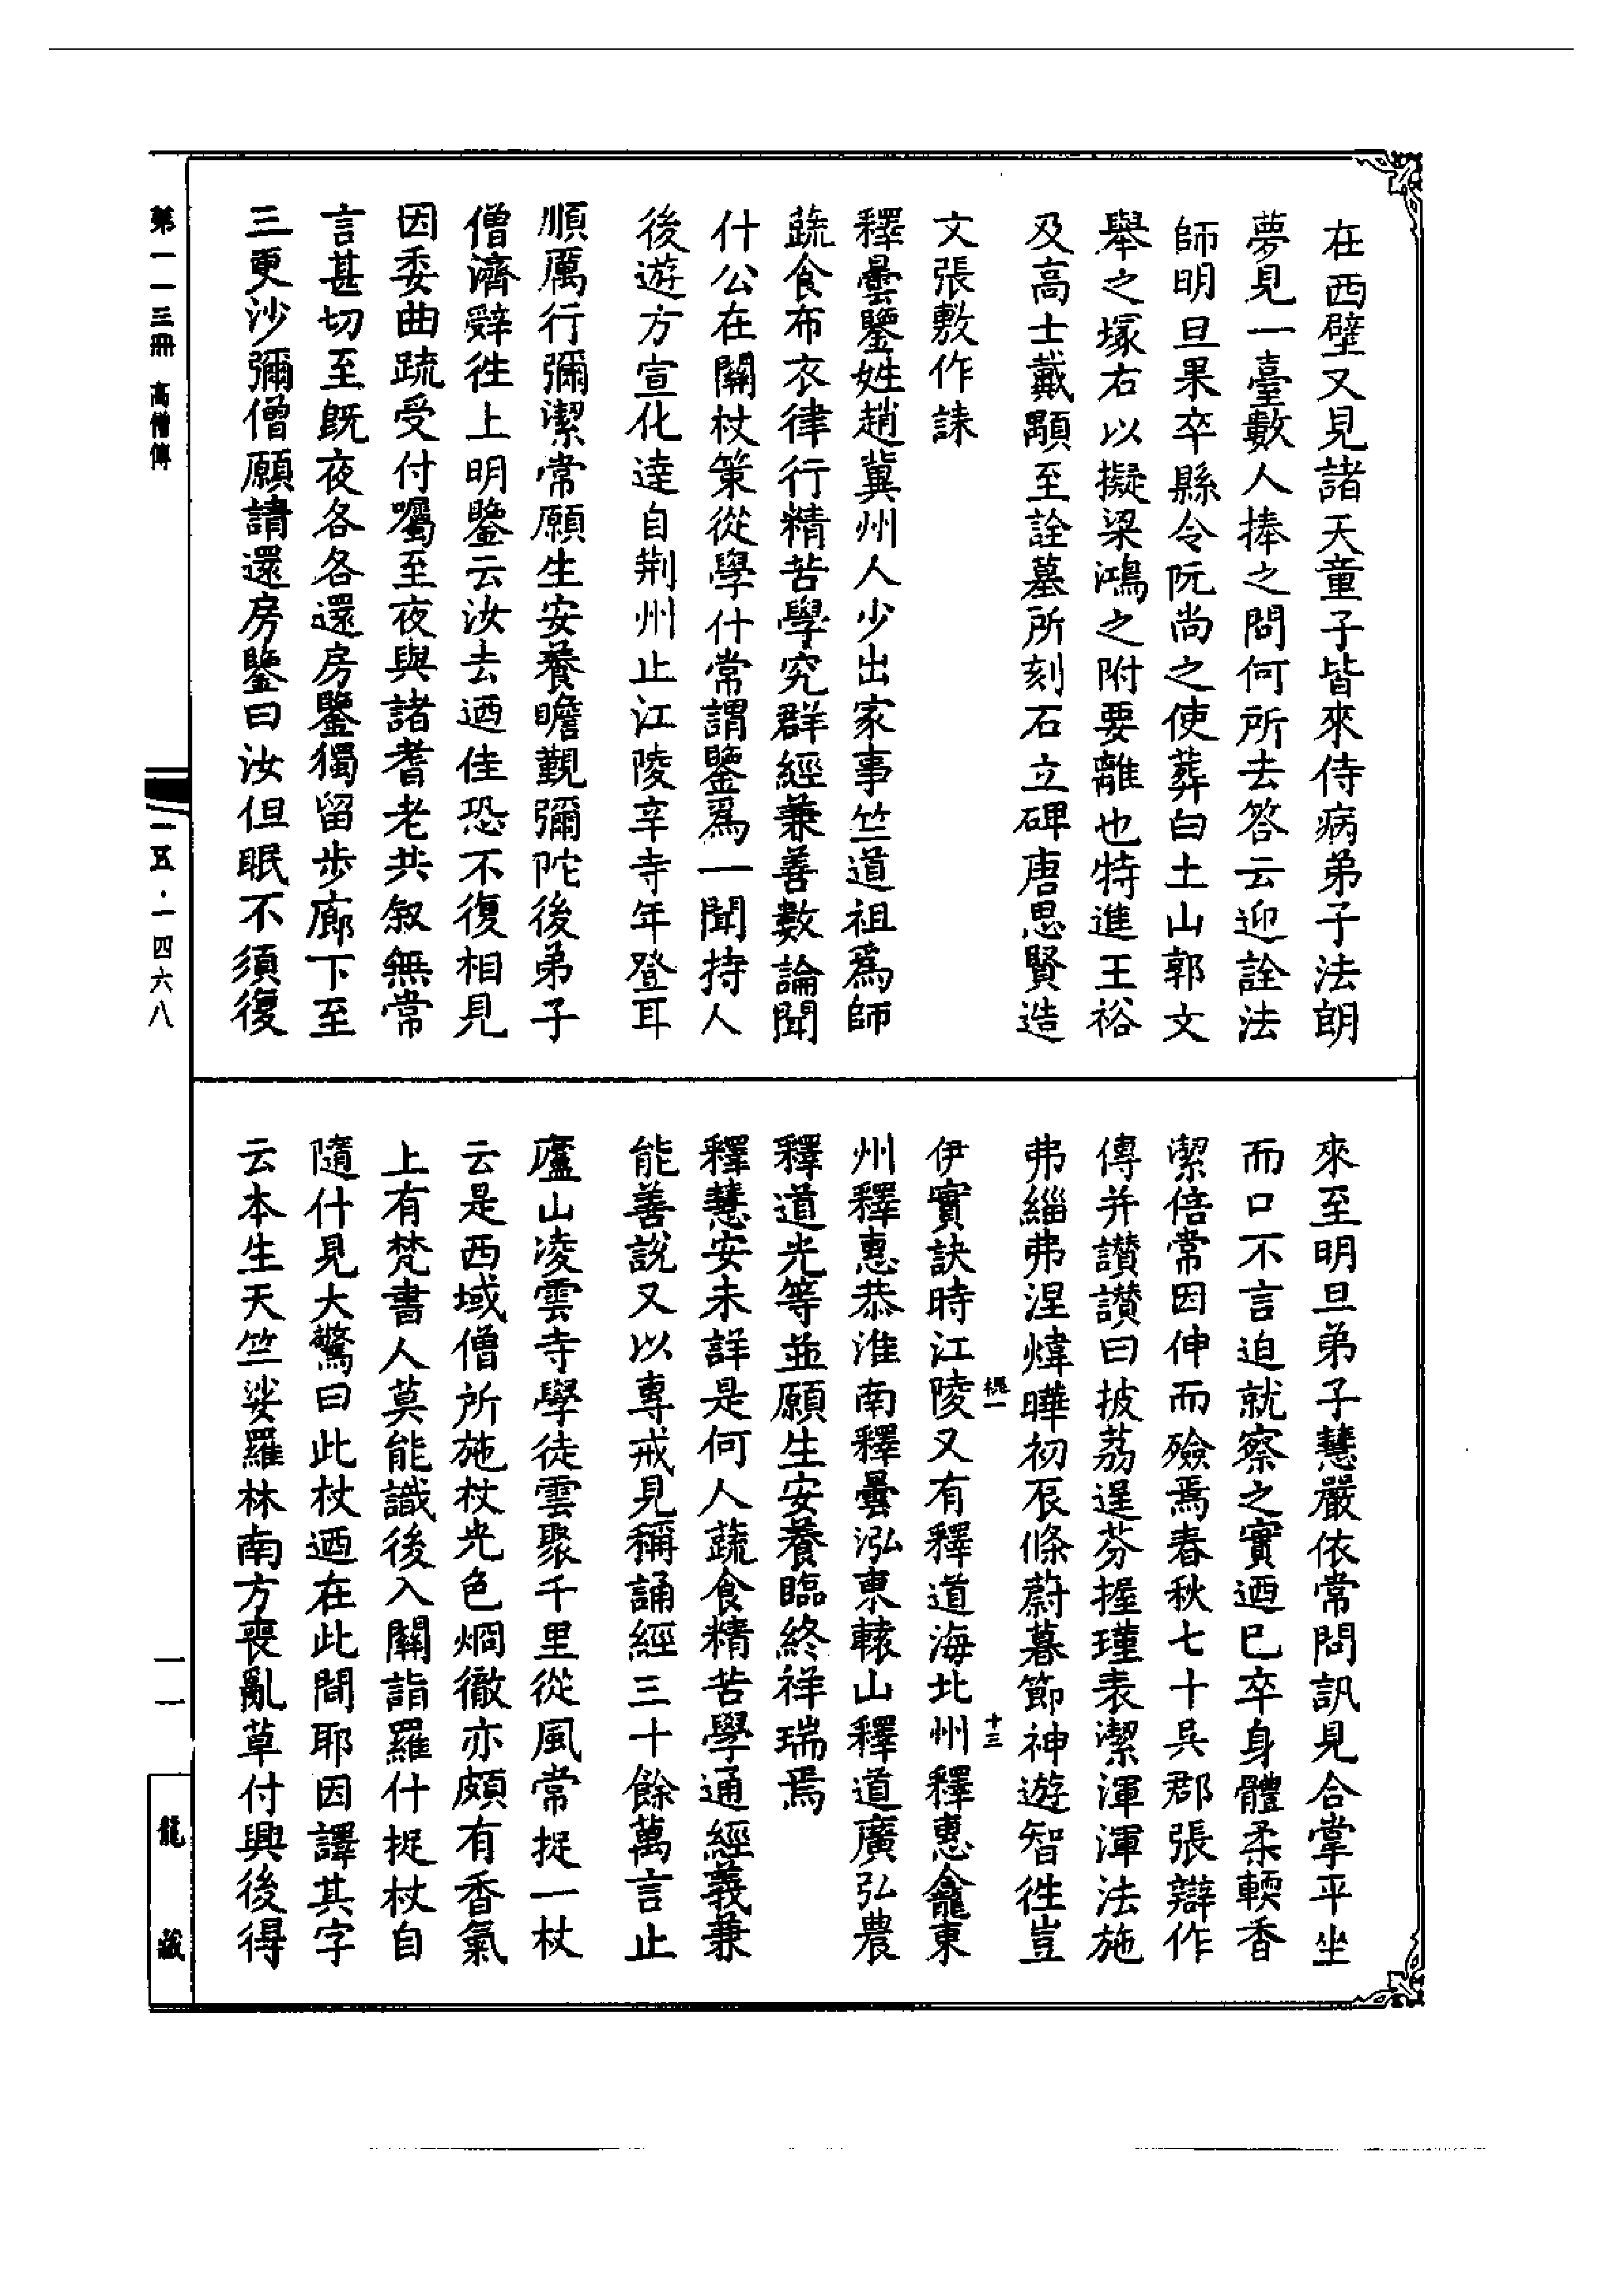 在西壁又見諸天童子皆來侍病弟子法朗
夢見一臺數人捧之問何所去答云迎詮法
師明旦果卒縣令阮尚之使葬白土山郭文
舉之塚右以擬梁鴻之附要離也特進王裕
及高士戴顒至詮墓所刻石立碑唐思賢造
文張敷作誄
釋曇鑒姓趙冀州人少出家事竺道祖爲師
蔬食布衣律行精苦學究群經兼善數論聞
什公在關杖策從學什常謂鑒爲一聞持人
後遊方宣化達自荆州止江陵辛寺年登耳
順厲行彌潔常願生安養瞻覲彌陀後弟子
僧濟辤徃上明鑒云汝去迺佳恐不復相見
因委曲疏受付囑至夜與諸耆老共叙無常
言甚切至既夜各各還房鑒獨留步廊下至
三更沙彌僧願請還房鑒曰汝但眠不須復
來至明旦弟子慧嚴依常問訊見合掌平坐
而口不言迫就察之實迺已卒身體柔輭香
潔倍常因伸而殮焉春秋七十吳郡張辯作
傳并讚讚曰披荔逞芬握瑾表潔渾渾法施
弗緇弗涅煒曄初辰條蔚暮節神遊智徃豈
伊實訣時江陵又有釋道海北州釋惠龕東
槐一
十三
州釋惠恭淮南釋曇泓東轅山釋道廣弘農
釋道光等並願生安養臨終祥瑞焉
釋慧安未詳是何人蔬食精苦學通經義兼
能善說又以專戒見稱誦經三十餘萬言止
廬山凌雲寺學徒雲聚千里從風常捉一杖
云是西域僧所施杖光色烱徹亦頗有香氣
上有梵書人莫能識後入關詣羅什捉杖自
隨什見大驚曰此杖迺在此間耶因譯其字
云本生天竺娑羅林南方喪亂草付興後得
第一一三冊 高僧傳
一五·一四六八
一一
龍藏